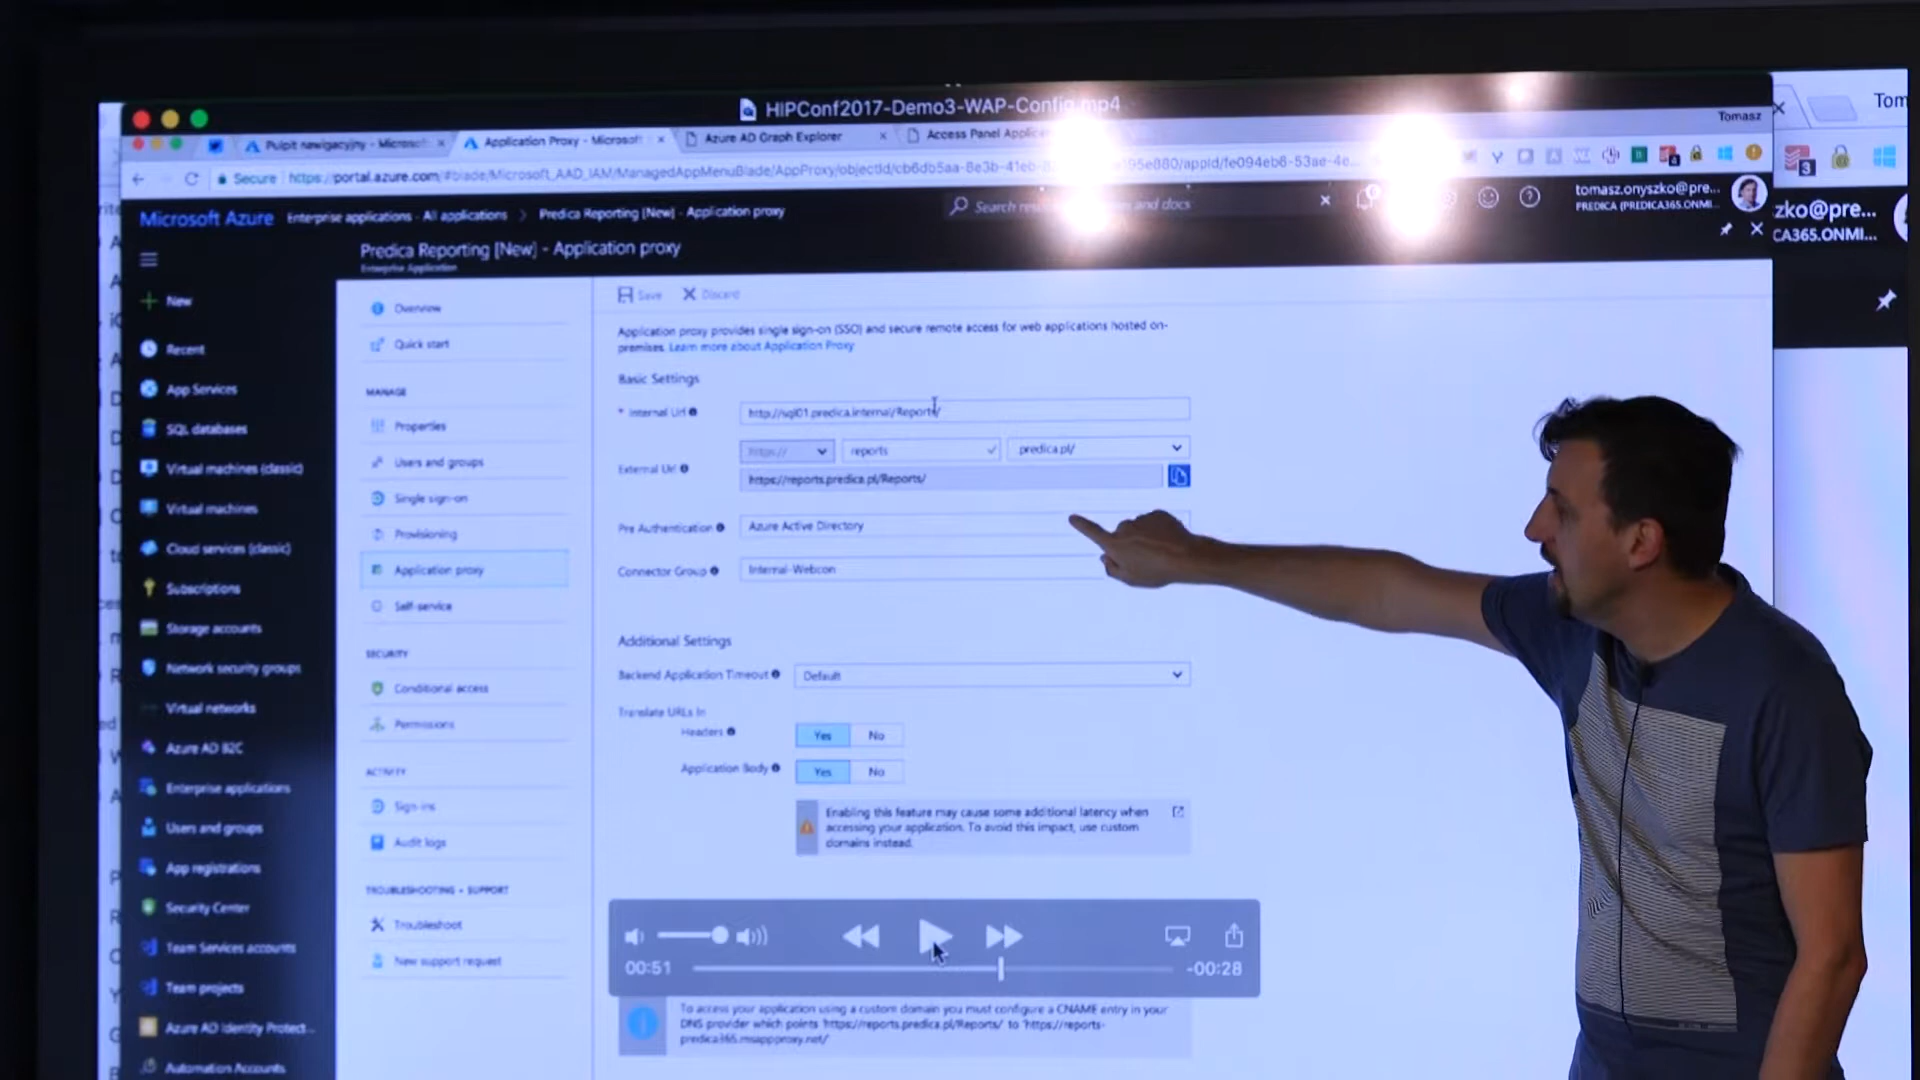 HIPConf2017-Demo3-WAP-Config.mp4
Tomasz
Pulpit nawigacyjny - Microsoft
Application Proxy - Microsoft
Azure AD Graph Explorer
Access Panel Applic
Secure
Microsoft Azure
Enterprise applications - All applications > Predica Reporting [New] - Application proxy
and docs
tomasz.onyszko@pre...
PREDICA (PREDICA365.ONMI...
zko@pre...
CA365.ONMI...
Predica Reporting [New] - Application proxy
Enterprise Application
New
Recent
App Services
SQL databases
Virtual machines (classic)
Virtual machines
Cloud services (classic)
Subscriptions
Storage accounts
Network security groups
Virtual networks
Azure AD B2C
Enterprise applications
Users and groups
App registrations
Security Center
Team Services accounts
Team projects
Azure AD Identity Protect...
Automation Accounts
Overview
Quick start
MANAGE
Properties
Users and groups
Single sign-on
Provisioning
Application proxy
Self-service
SECURITY
Conditional access
Permissions
ACTIVITY
Sign-ins
Audit logs
TROUBLESHOOTING + SUPPORT
Troubleshoot
New support request
Save
Discard
Application proxy provides single sign-on (SSO) and secure remote access for web applications hosted on-
premises. Learn more about Application Proxy
Basic Settings
* Internal Url
http://sql01.predica.internal/Reports/
https://
reports
predica.pl/
External Url
https://reports.predica.pl/Reports/
Pre Authentication
Azure Active Directory
Connector Group
Internal-Webcon
Additional Settings
Backend Application Timeout
Default
Translate URLs In
Headers
Yes
No
Application Body
Yes
No
Enabling this feature may cause some additional latency when
accessing your application. To avoid this impact, use custom
domains instead.
00:51
-00:28
To access your application using a custom domain you must configure a CNAME entry in your
DNS provider which points 'https://reports.predica.pl/Reports/' to 'https://reports-
predica365.msappproxy.net/'